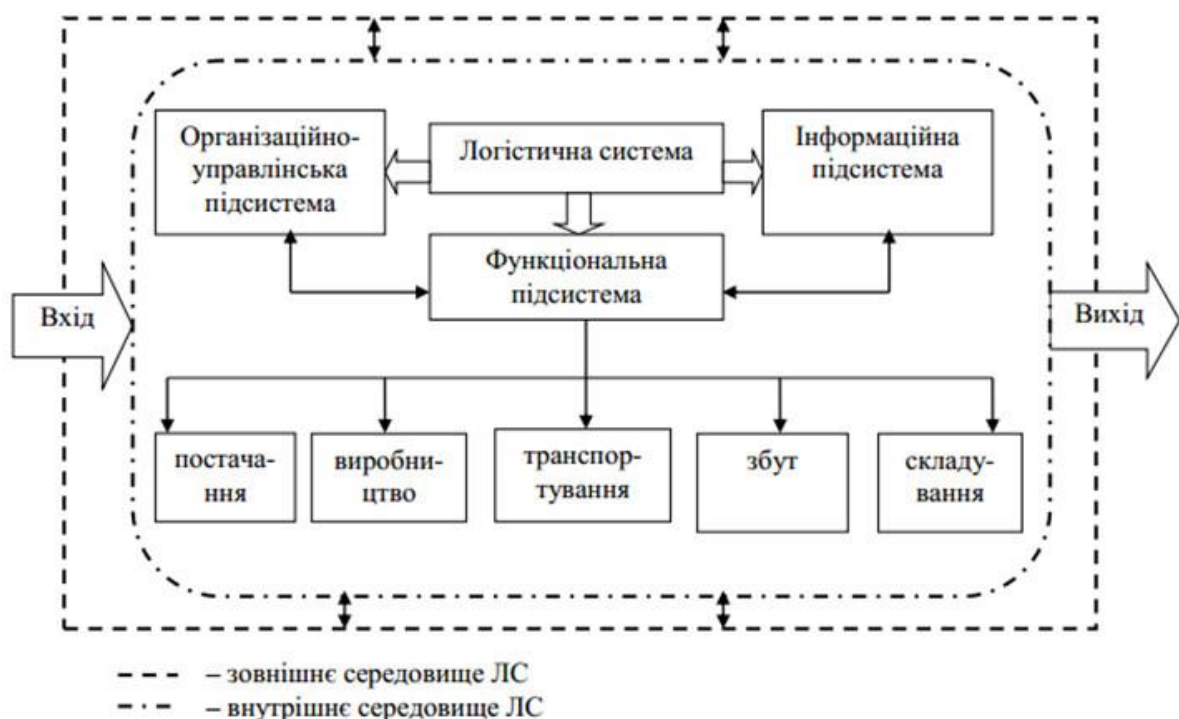 Організаційно-
управлінська
підсистема
Логістична система
Інформаційна
підсистема
Функціональна
підсистема
Вхід
Вихід
постача-
ння
виробни-
цтво
транспор-
тування
збут
складу-
вання
– зовнішнє середовище ЛС
– внутрішнє середовище ЛС